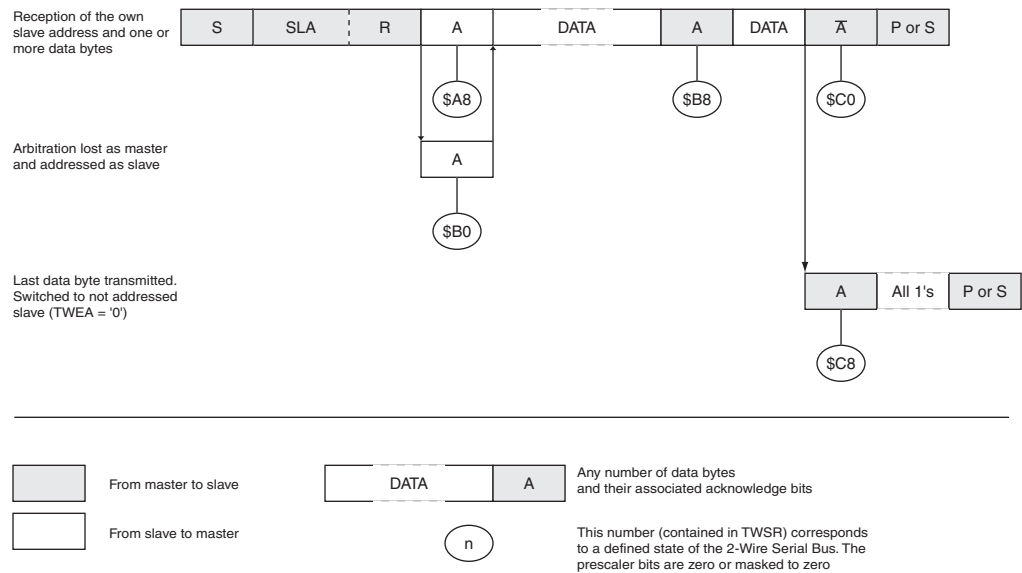 Reception of the own
slave address and one or
more data bytes
S SLA R A DATA A DATA A̅ P or S
$A8 $B8 $C0
Arbitration lost as master
and addressed as slave
A
$B0
Last data byte transmitted.
Switched to not addressed
slave (TWEA = '0')
A All 1's P or S
$C8
From master to slave
DATA A
Any number of data bytes
and their associated acknowledge bits
From slave to master
n
This number (contained in TWSR) corresponds
to a defined state of the 2-Wire Serial Bus. The
prescaler bits are zero or masked to zero